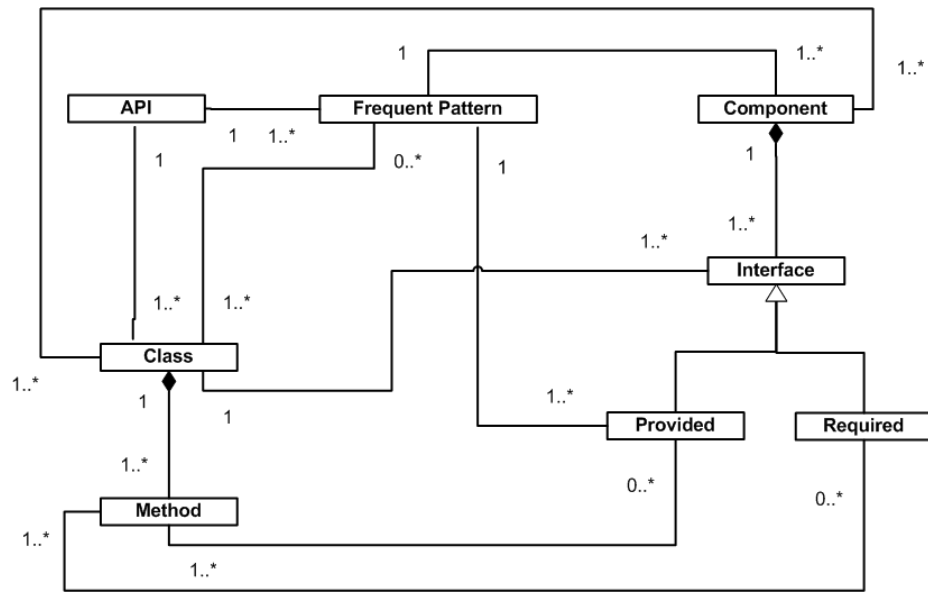 1
1..*
1..*
API
Frequent Pattern
Component
1
1..*
1
0..*
1
1
1..*
1..*
Interface
1..*
1..*
Class
1..*
1
1
1..*
Provided
Required
1..*
0..*
0..*
Method
1..*
1..*